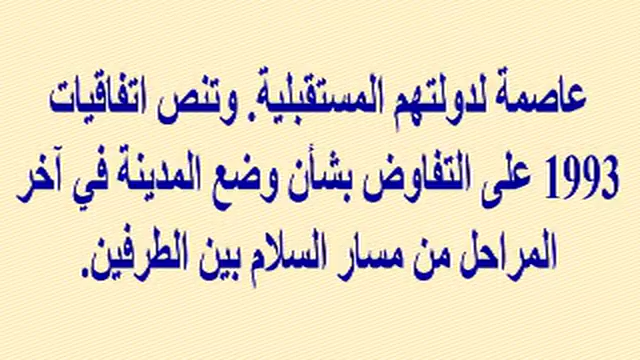 عاصمة لدولتهم المستقبلية. وتنص اتفاقيات
1993 على التفاوض بشأن وضع المدينة في آخر
المراحل من مسار السلام بين الطرفين.